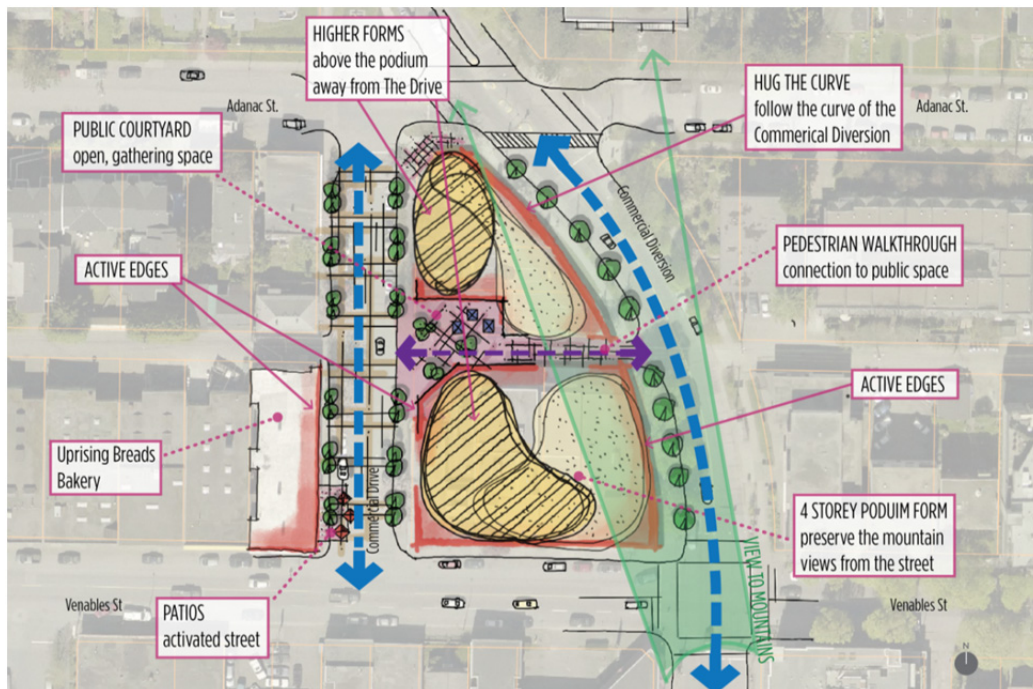 HIGHER FORMS
above the podium
away from The Drive
HUG THE CURVE
follow the curve of the
Commerical Diversion
Adanac St.
Adanac St.
PUBLIC COURTYARD
open, gathering space
Commercial Diversion
PEDESTRIAN WALKTHROUGH
connection to public space
ACTIVE EDGES
ACTIVE EDGES
Uprising Breads
Bakery
Commercial Drive
4 STOREY PODUIM FORM
preserve the mountain
views from the street
VIEW TO MOUNTAINS
Venables St
Venables St
PATIOS
activated street
N